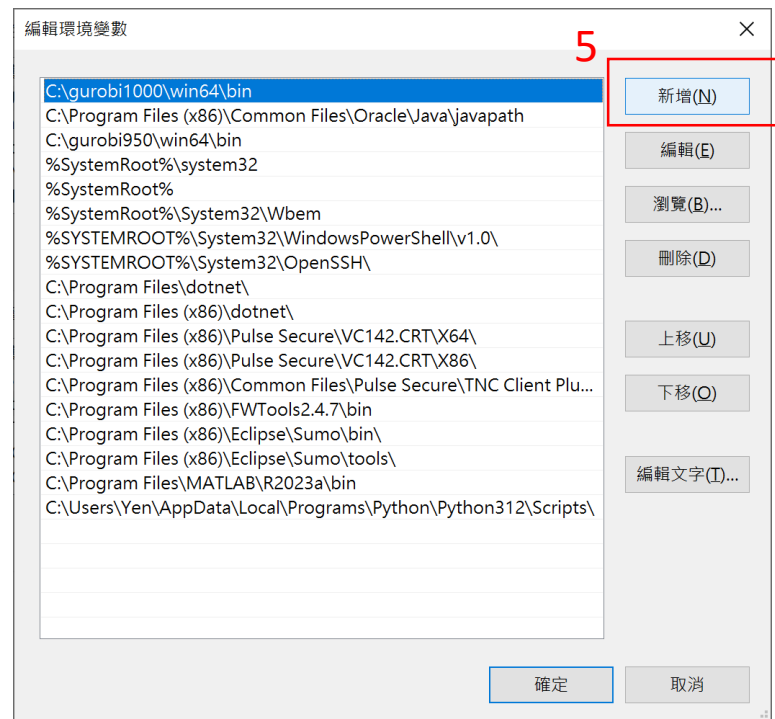 編輯環境變數
5
C:\gurobi1000\win64\bin
C:\Program Files (x86)\Common Files\Oracle\Java\javapath
C:\gurobi950\win64\bin
%SystemRoot%\system32
%SystemRoot%
%SystemRoot%\System32\Wbem
%SYSTEMROOT%\System32\WindowsPowerShell\v1.0\
%SYSTEMROOT%\System32\OpenSSH\
C:\Program Files\dotnet\
C:\Program Files (x86)\dotnet\
C:\Program Files (x86)\Pulse Secure\VC142.CRT\X64\
C:\Program Files (x86)\Pulse Secure\VC142.CRT\X86\
C:\Program Files (x86)\Common Files\Pulse Secure\TNC Client Plu...
C:\Program Files (x86)\FWTools2.4.7\bin
C:\Program Files (x86)\Eclipse\Sumo\bin\
C:\Program Files (x86)\Eclipse\Sumo\tools\
C:\Program Files\MATLAB\R2023a\bin
C:\Users\Yen\AppData\Local\Programs\Python\Python312\Scripts\
新增(N)
編輯(E)
瀏覽(B)...
刪除(D)
上移(U)
下移(O)
編輯文字(T)...
確定
取消